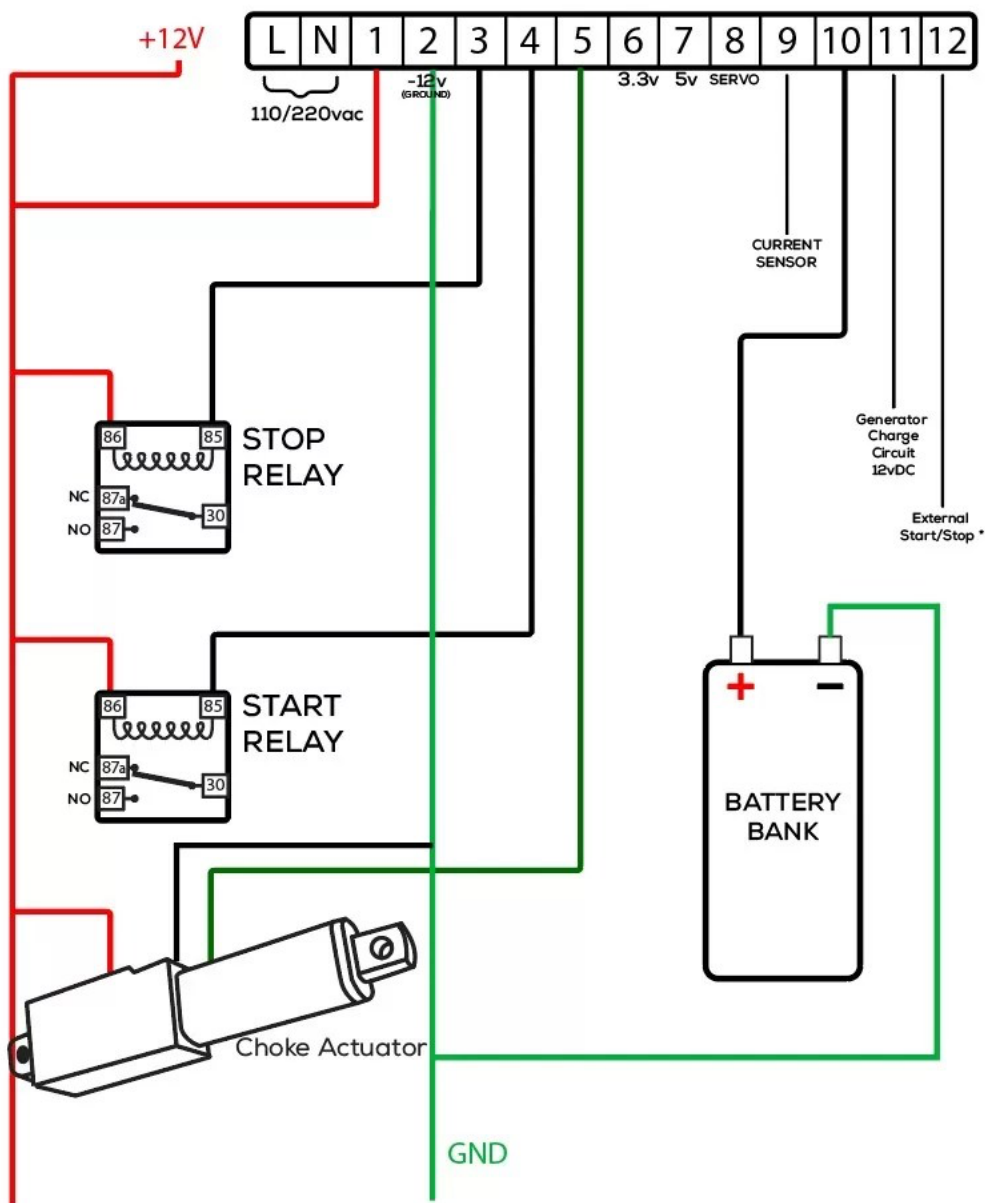 +12V
L N 1 2 3 4 5 6 7 8 9 10 11 12
110/220vac
-12v
(GROUND)
3.3v 5v SERVO
CURRENT
SENSOR
Generator
Charge
Circuit
12vDC
External
Start/Stop *
86 85
STOP
RELAY
NC 87a
30
NO 87
86 85
START
RELAY
NC 87a
30
NO 87
+ −
BATTERY
BANK
Choke Actuator
GND